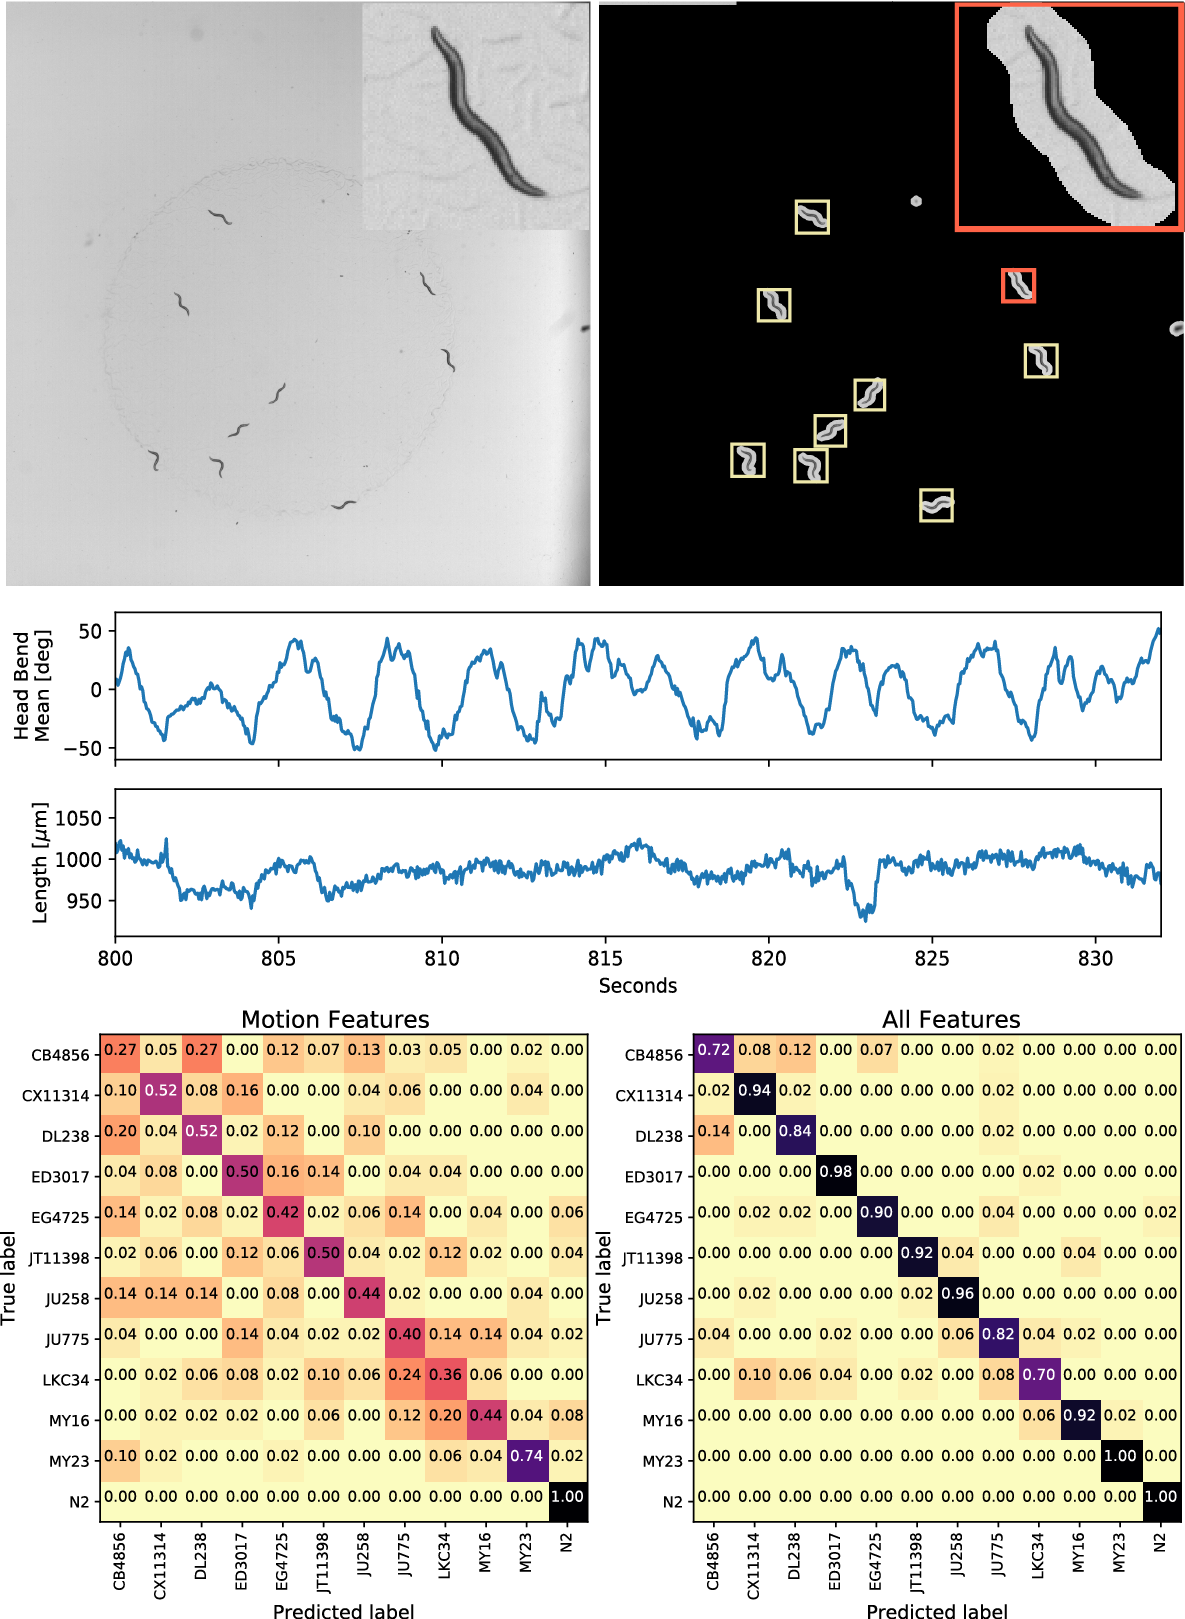 Head Bend
Mean [deg]
50
0
−50
Length [μm]
1050
1000
950
800 805 810 815 820 825 830
Seconds
Motion Features
True label
CB4856 0.27 0.05 0.27 0.00 0.12 0.07 0.13 0.03 0.05 0.00 0.02 0.00
CX11314 0.10 0.52 0.08 0.16 0.00 0.00 0.04 0.06 0.00 0.00 0.04 0.00
DL238 0.20 0.04 0.52 0.02 0.12 0.00 0.10 0.00 0.00 0.00 0.00 0.00
ED3017 0.04 0.08 0.00 0.50 0.16 0.14 0.00 0.04 0.04 0.00 0.00 0.00
EG4725 0.14 0.02 0.08 0.02 0.42 0.02 0.06 0.14 0.00 0.04 0.00 0.06
JT11398 0.02 0.06 0.00 0.12 0.06 0.50 0.04 0.02 0.12 0.02 0.00 0.04
JU258 0.14 0.14 0.14 0.00 0.08 0.00 0.44 0.02 0.00 0.00 0.04 0.00
JU775 0.04 0.00 0.00 0.14 0.04 0.02 0.02 0.40 0.14 0.14 0.04 0.02
LKC34 0.00 0.02 0.06 0.08 0.02 0.10 0.06 0.24 0.36 0.06 0.00 0.00
MY16 0.00 0.02 0.02 0.02 0.00 0.06 0.00 0.12 0.20 0.44 0.04 0.08
MY23 0.10 0.02 0.00 0.00 0.02 0.00 0.00 0.00 0.06 0.04 0.74 0.02
N2 0.00 0.00 0.00 0.00 0.00 0.00 0.00 0.00 0.00 0.00 0.00 1.00
CB4856 CX11314 DL238 ED3017 EG4725 JT11398 JU258 JU775 LKC34 MY16 MY23 N2
Predicted label
All Features
True label
CB4856 0.72 0.08 0.12 0.00 0.07 0.00 0.00 0.02 0.00 0.00 0.00 0.00
CX11314 0.02 0.94 0.02 0.00 0.00 0.00 0.00 0.02 0.00 0.00 0.00 0.00
DL238 0.14 0.00 0.84 0.00 0.00 0.00 0.00 0.02 0.00 0.00 0.00 0.00
ED3017 0.00 0.00 0.00 0.98 0.00 0.00 0.00 0.00 0.02 0.00 0.00 0.00
EG4725 0.00 0.02 0.02 0.00 0.90 0.00 0.00 0.04 0.00 0.00 0.00 0.02
JT11398 0.00 0.00 0.00 0.00 0.00 0.92 0.04 0.00 0.00 0.04 0.00 0.00
JU258 0.00 0.02 0.00 0.00 0.00 0.02 0.96 0.00 0.00 0.00 0.00 0.00
JU775 0.04 0.00 0.00 0.02 0.00 0.00 0.06 0.82 0.04 0.02 0.00 0.00
LKC34 0.00 0.10 0.06 0.04 0.00 0.02 0.00 0.08 0.70 0.00 0.00 0.00
MY16 0.00 0.00 0.00 0.00 0.00 0.00 0.00 0.00 0.06 0.92 0.02 0.00
MY23 0.00 0.00 0.00 0.00 0.00 0.00 0.00 0.00 0.00 0.00 1.00 0.00
N2 0.00 0.00 0.00 0.00 0.00 0.00 0.00 0.00 0.00 0.00 0.00 1.00
CB4856 CX11314 DL238 ED3017 EG4725 JT11398 JU258 JU775 LKC34 MY16 MY23 N2
Predicted label